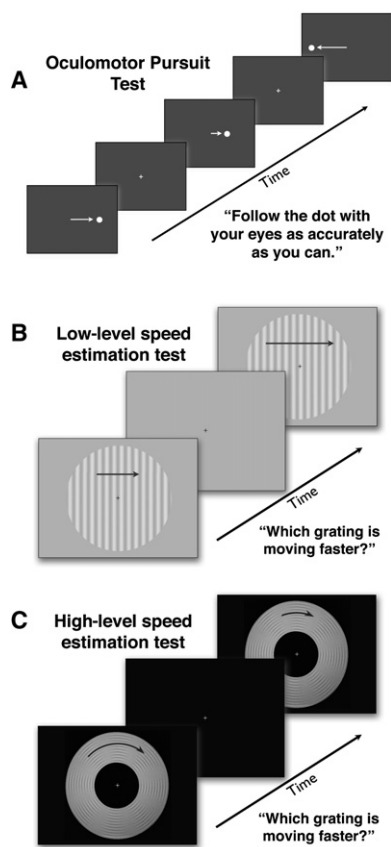 A
Oculomotor Pursuit
Test
Time
“Follow the dot with
your eyes as accurately
as you can.”
B
Low-level speed
estimation test
Time
“Which grating is
moving faster?”
C
High-level speed
estimation test
Time
“Which grating is
moving faster?”